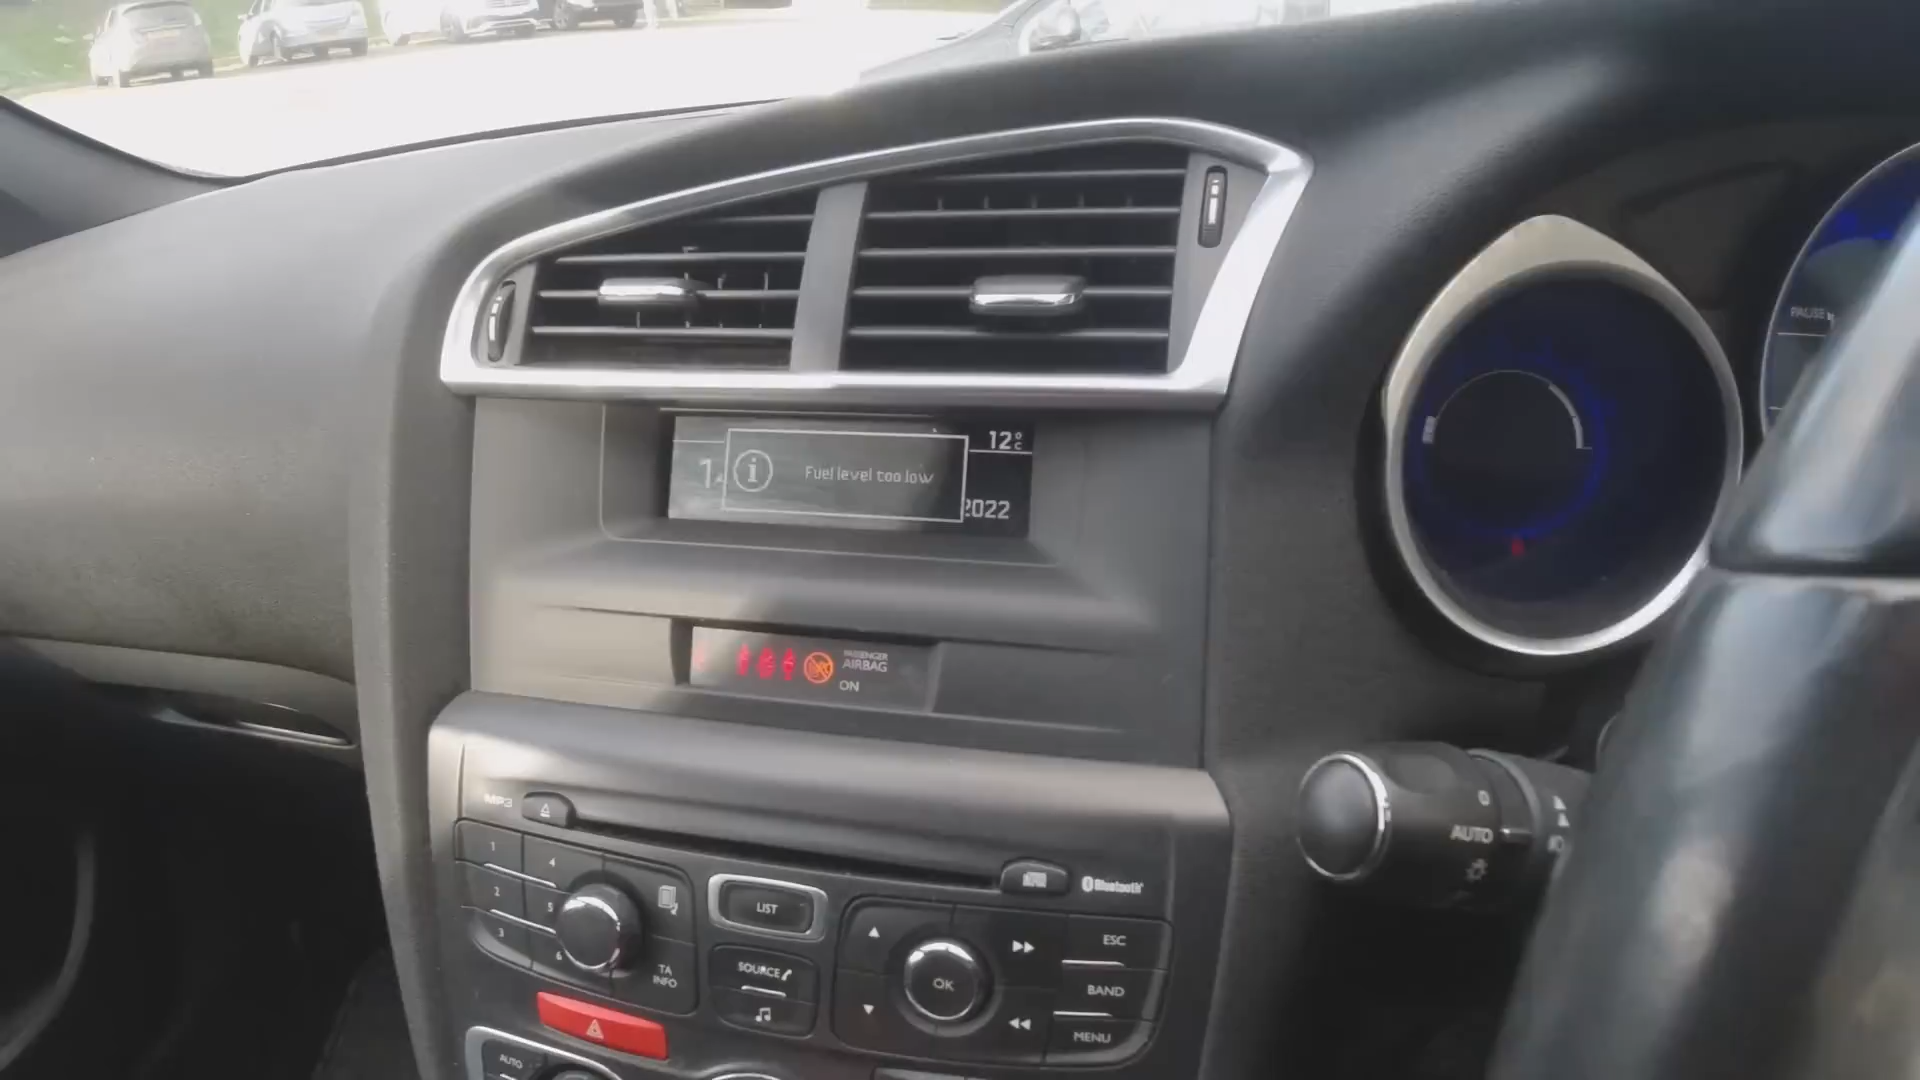 PAUSE
12°C
Fuel level too low
2022
PASSENGER
AIRBAG
ON
MP3
AUTO
1
4
2
5
3
6
LIST
Bluetooth
TA
INFO
SOURCE
OK
ESC
BAND
MENU
AUTO